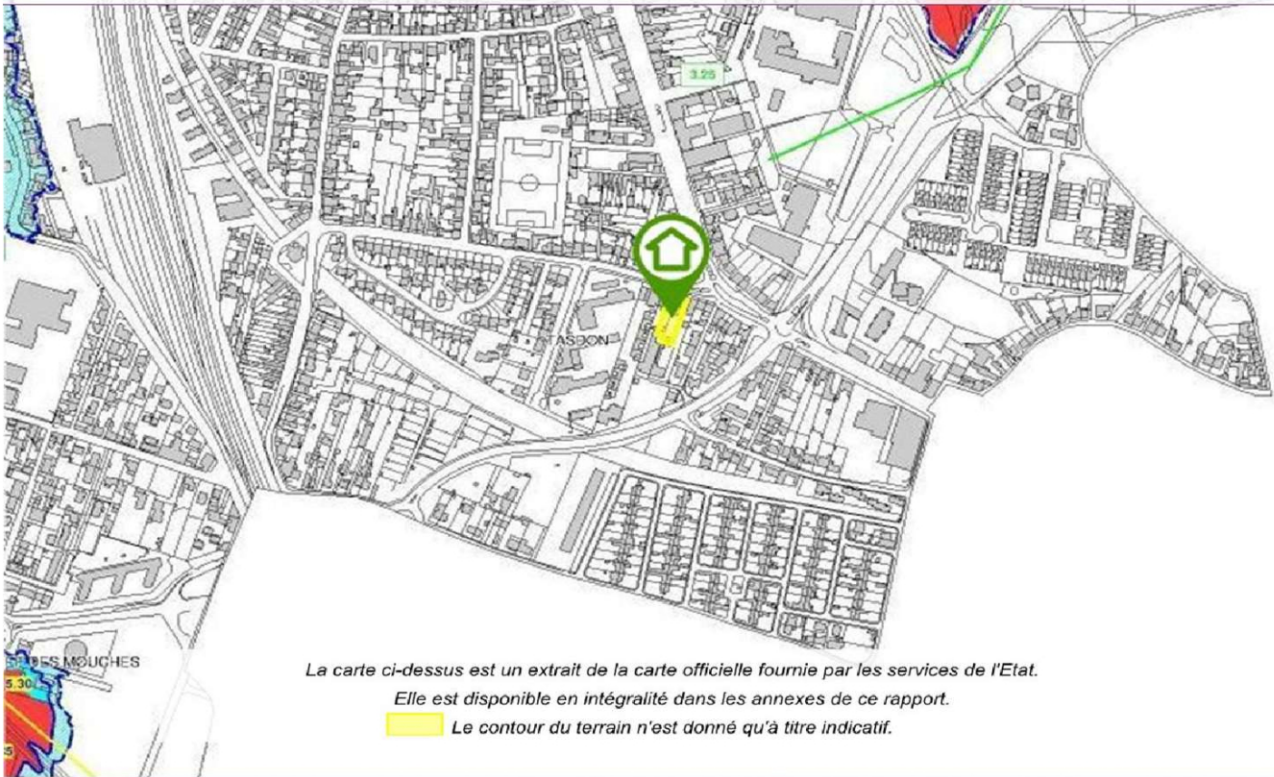 3.25
TASDON
DES MOUCHES
5.30
La carte ci-dessus est un extrait de la carte officielle fournie par les services de l'Etat.
Elle est disponible en intégralité dans les annexes de ce rapport.
Le contour du terrain n'est donné qu'à titre indicatif.